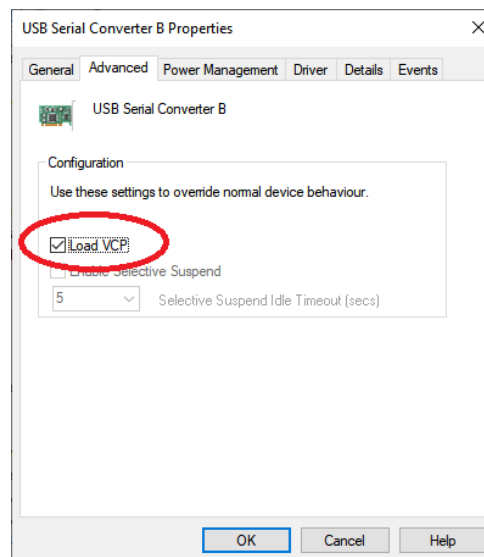 USB Serial Converter B Properties
General Advanced Power Management Driver Details Events
USB Serial Converter B
Configuration
Use these settings to override normal device behaviour.
Load VCP
Enable Selective Suspend
5 Selective Suspend Idle Timeout (secs)
OK Cancel Help